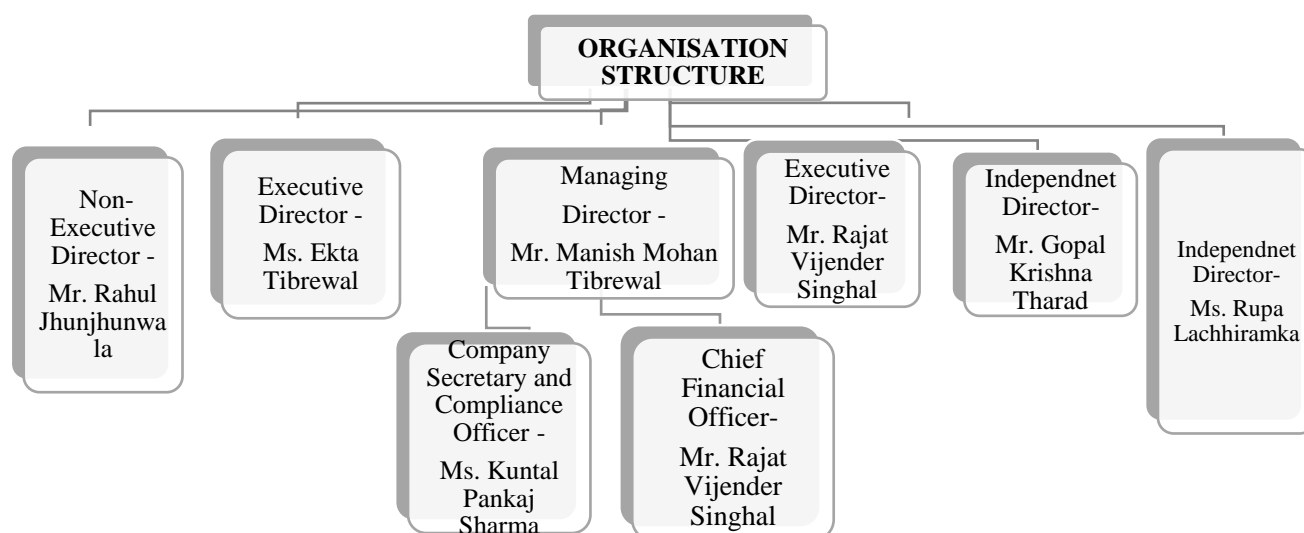 ORGANISATION
STRUCTURE
Non-
Executive
Director -
Mr. Rahul
Jhunjhunwa
la
Executive
Director -
Ms. Ekta
Tibrewal
Managing
Director -
Mr. Manish Mohan
Tibrewal
Executive
Director-
Mr. Rajat
Vijender
Singhal
Independnet
Director-
Mr. Gopal
Krishna
Tharad
Independnet
Director-
Ms. Rupa
Lachhiramka
Company
Secretary and
Compliance
Officer -
Ms. Kuntal
Pankaj
Sharma
Chief
Financial
Officer-
Mr. Rajat
Vijender
Singhal